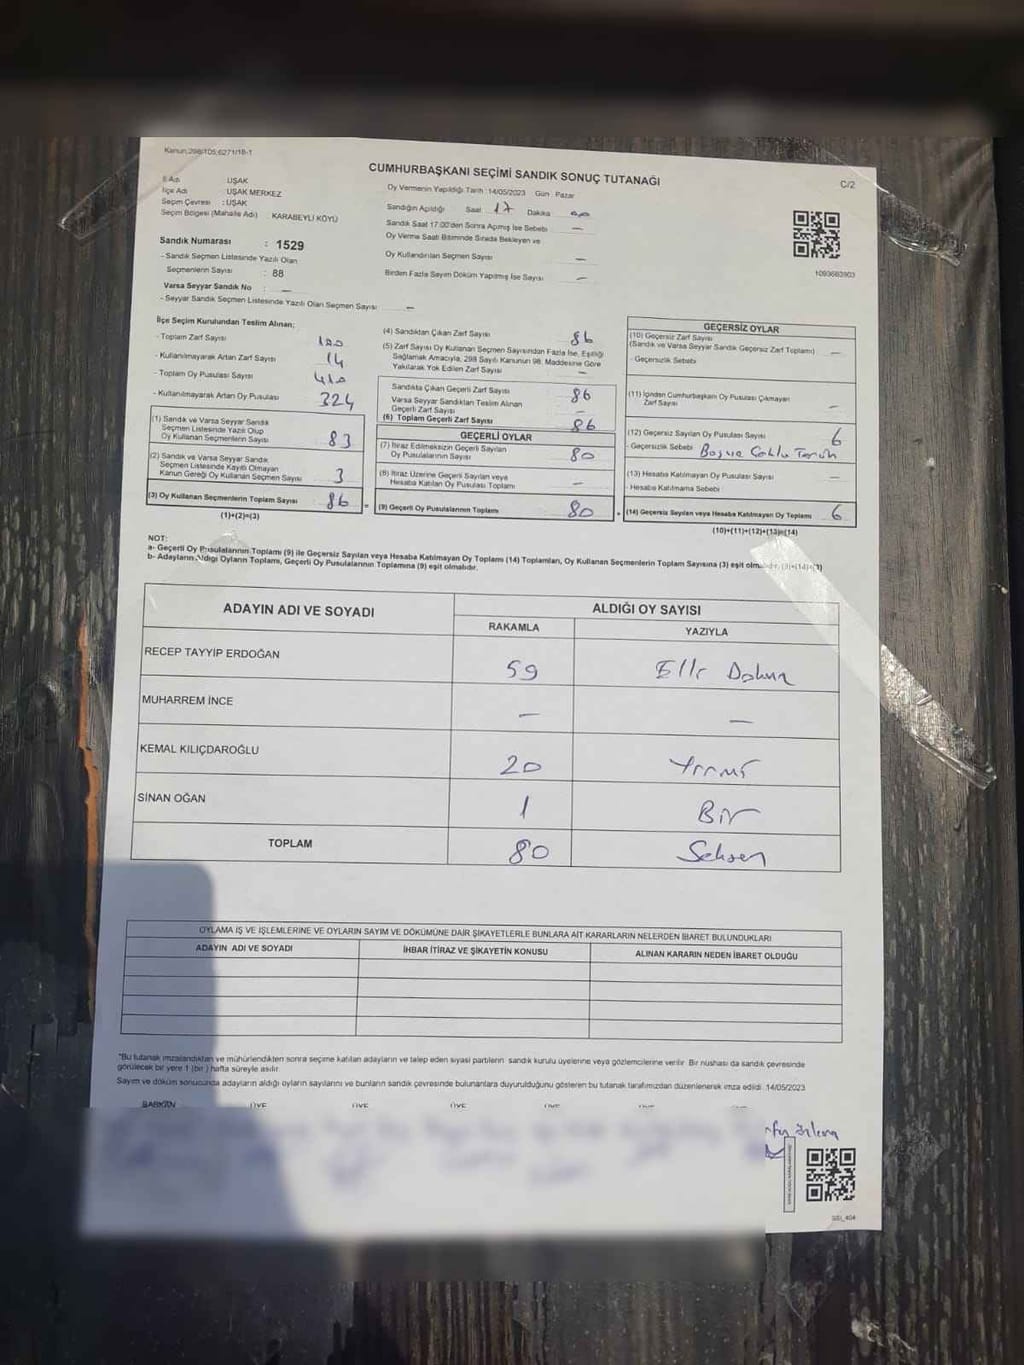 Kanun:298/105;6271/18-1
CUMHURBAŞKANI SEÇİMİ SANDIK SONUÇ TUTANAĞI
C/2
İl Adı UŞAK
İlçe Adı UŞAK MERKEZ
Seçim Çevresi : UŞAK
Seçim Bölgesi (Mahalle Adı) KARABEYLİ KÖYÜ
Oy Vermenin Yapıldığı Tarih :14/05/2023 Gün : Pazar
Sandığın Açıldığı Saat 17 Dakika 00
Sandık Saat 17:00'den Sonra Açılmış İse Sebebi —
Oy Verme Saati Bitiminde Sırada Bekleyen ve
Oy Kullandırılan Seçmen Sayısı —
Birden Fazla Sayım Döküm Yapılmış İse Sayısı —
1093683903
Sandık Numarası : 1529
- Sandık Seçmen Listesinde Yazılı Olan
Seçmenlerin Sayısı : 88
Varsa Seyyar Sandık No : —
- Seyyar Sandık Seçmen Listesinde Yazılı Olan Seçmen Sayısı —
İlçe Seçim Kurulundan Teslim Alınan;
- Toplam Zarf Sayısı 100
- Kullanılmayarak Artan Zarf Sayısı 14
- Toplam Oy Pusulası Sayısı 410
- Kullanılmayarak Artan Oy Pusulası 324
(1) Sandık ve Varsa Seyyar Sandık
Seçmen Listesinde Yazılı Olup
Oy Kullanan Seçmenlerin Sayısı 83
(2) Sandık ve Varsa Seyyar Sandık
Seçmen Listesinde Kayıtlı Olmayan
Kanun Gereği Oy Kullanan Seçmen Sayısı 3
(3) Oy Kullanan Seçmenlerin Toplam Sayısı 86
(1)+(2)=(3)
(4) Sandıktan Çıkan Zarf Sayısı 86
(5) Zarf Sayısı Oy Kullanan Seçmen Sayısından Fazla İse, Eşitliği
Sağlamak Amacıyla, 298 Sayılı Kanunun 98. Maddesine Göre
Yakılarak Yok Edilen Zarf Sayısı —
Sandıkta Çıkan Geçerli Zarf Sayısı 86
Varsa Seyyar Sandıktan Teslim Alınan
Geçerli Zarf Sayısı —
(6) Toplam Geçerli Zarf Sayısı 86
GEÇERLİ OYLAR
(7) İtiraz Edilmeksizin Geçerli Sayılan
Oy Pusulalarının Sayısı 80
(8) İtiraz Üzerine Geçerli Sayılan veya
Hesaba Katılan Oy Pusulası Toplamı —
(9) Geçerli Oy Pusulalarının Toplamı 80
GEÇERSİZ OYLAR
(10) Geçersiz Zarf Sayısı
(Sandık ve Varsa Seyyar Sandık Geçersiz Zarf Toplamı) —
- Geçersizlik Sebebi
(11) İçinden Cumhurbaşkanı Oy Pusulası Çıkmayan
Zarf Sayısı —
(12) Geçersiz Sayılan Oy Pusulası Sayısı 6
- Geçersizlik Sebebi
(13) Hesaba Katılmayan Oy Pusulası Sayısı —
- Hesaba Katılmama Sebebi
(14) Geçersiz Sayılan veya Hesaba Katılmayan Oy Toplamı 6
(10)+(11)+(12)+(13)=(14)
NOT:
a- Geçerli Oy Pusulalarının Toplamı (9) ile Geçersiz Sayılan veya Hesaba Katılmayan Oy Toplamı (14) Toplamları, Oy Kullanan Seçmenlerin Toplam Sayısına (3) eşit olmalıdır. (9)+(14)=(3)
b- Adayların Aldığı Oyların Toplamı, Geçerli Oy Pusulalarının Toplamına (9) eşit olmalıdır.
ADAYIN ADI VE SOYADI ALDIĞI OY SAYISI
RAKAMLA YAZIYLA
RECEP TAYYİP ERDOĞAN 59 Elli Dokuz
MUHARREM İNCE — —
KEMAL KILIÇDAROĞLU 20 Yirmi
SİNAN OĞAN 1 Bir
TOPLAM 80 Seksen
OYLAMA İŞ VE İŞLEMLERİNE VE OYLARIN SAYIM VE DÖKÜMÜNE DAİR ŞİKAYETLERLE BUNLARA AİT KARARLARIN NELERDEN İBARET BULUNDUKLARI
ADAYIN ADI VE SOYADI İHBAR İTİRAZ VE ŞİKAYETİN KONUSU ALINAN KARARIN NEDEN İBARET OLDUĞU
"Bu tutanak imzalandıktan ve mühürlendikten sonra seçime katılan adayların ve talep eden siyasi partilerin sandık kurulu üyelerine veya gözlemcilerine verilir. Bir nüshası da sandık çevresinde
görülecek bir yere 1 (bir ) hafta süreyle asılır.
Sayım ve döküm sonucunda adayların aldığı oyların sayılarını ve bunların sandık çevresinde bulunanlara duyurulduğunu gösteren bu tutanak tarafımızdan düzenlenerek imza edildi. 14/05/2023
BAŞKAN ÜYE ÜYE ÜYE ÜYE ÜYE ÜYE